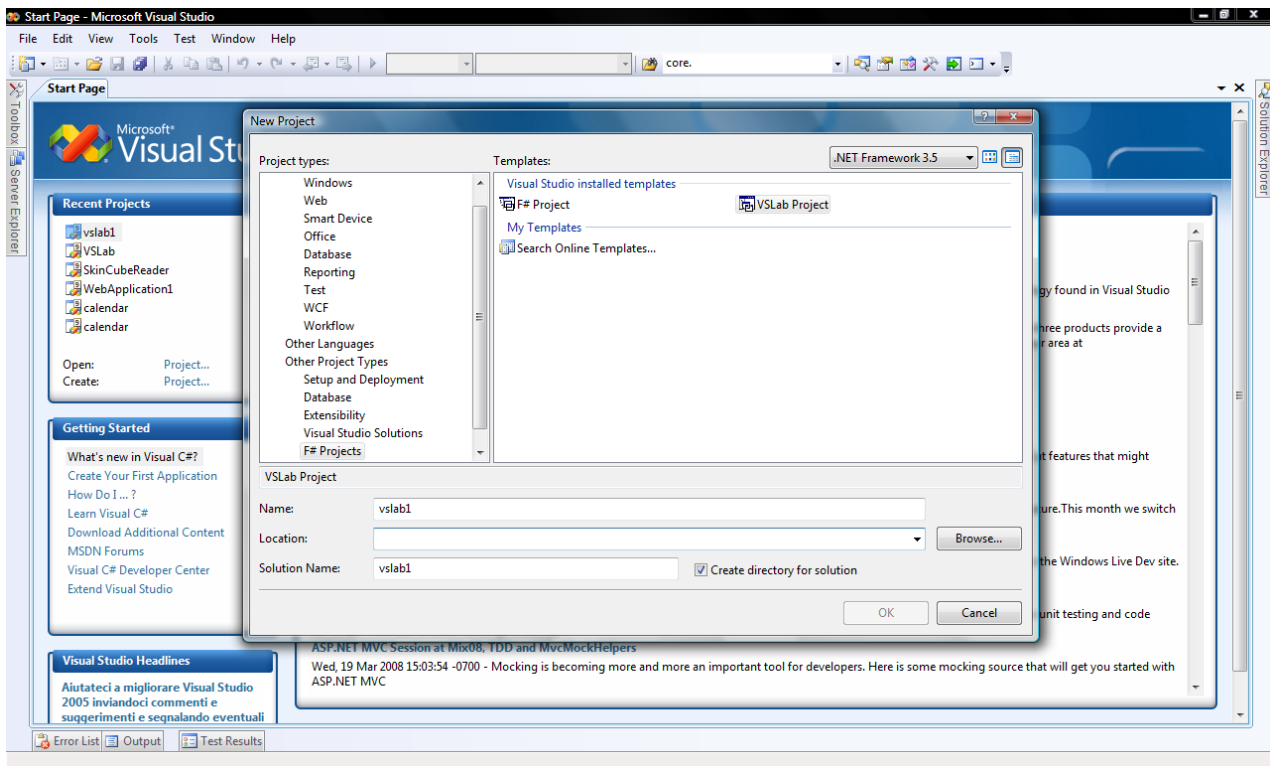 Start Page - Microsoft Visual Studio
File Edit View Tools Test Window Help
core.
Start Page
Toolbox
Server Explorer
Solution Explorer
Microsoft
Visual Stu
Recent Projects
vslab1
VSLab
SkinCubeReader
WebApplication1
calendar
calendar
Open: Project...
Create: Project...
Getting Started
What's new in Visual C#?
Create Your First Application
How Do I ... ?
Learn Visual C#
Download Additional Content
MSDN Forums
Visual C# Developer Center
Extend Visual Studio
Visual Studio Headlines
Aiutateci a migliorare Visual Studio
2005 inviandoci commenti e
suggerimenti e segnalando eventuali
New Project
Project types:
Templates:
.NET Framework 3.5
Windows
Web
Smart Device
Office
Database
Reporting
Test
WCF
Workflow
Other Languages
Other Project Types
Setup and Deployment
Database
Extensibility
Visual Studio Solutions
F# Projects
Visual Studio installed templates
F# Project
VSLab Project
My Templates
Search Online Templates...
VSLab Project
Name: vslab1
Location:
Browse...
Solution Name: vslab1
Create directory for solution
OK
Cancel
found in Visual Studio
three products provide a
area at
features that might
This month we switch
the Windows Live Dev site.
unit testing and code
ASP.NET MVC Session at Mix08, TDD and MvcMockHelpers
Wed, 19 Mar 2008 15:03:54 -0700 - Mocking is becoming more and more an important tool for developers. Here is some mocking source that will get you started with
ASP.NET MVC
Error List Output Test Results